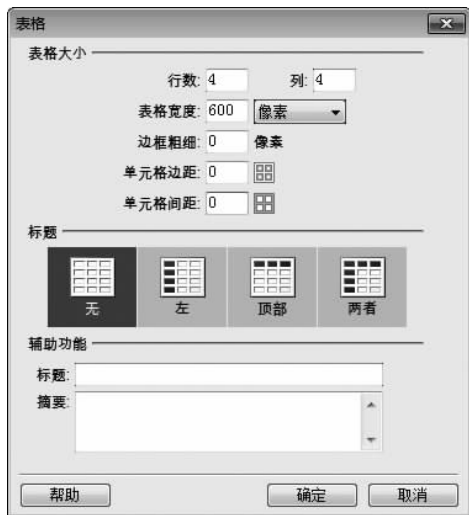 表格
表格大小
行数: 4 列: 4
表格宽度: 600 像素
边框粗细: 0 像素
单元格边距: 0
单元格间距: 0
标题
无 左 顶部 两者
辅助功能
标题:
摘要:
帮助 确定 取消